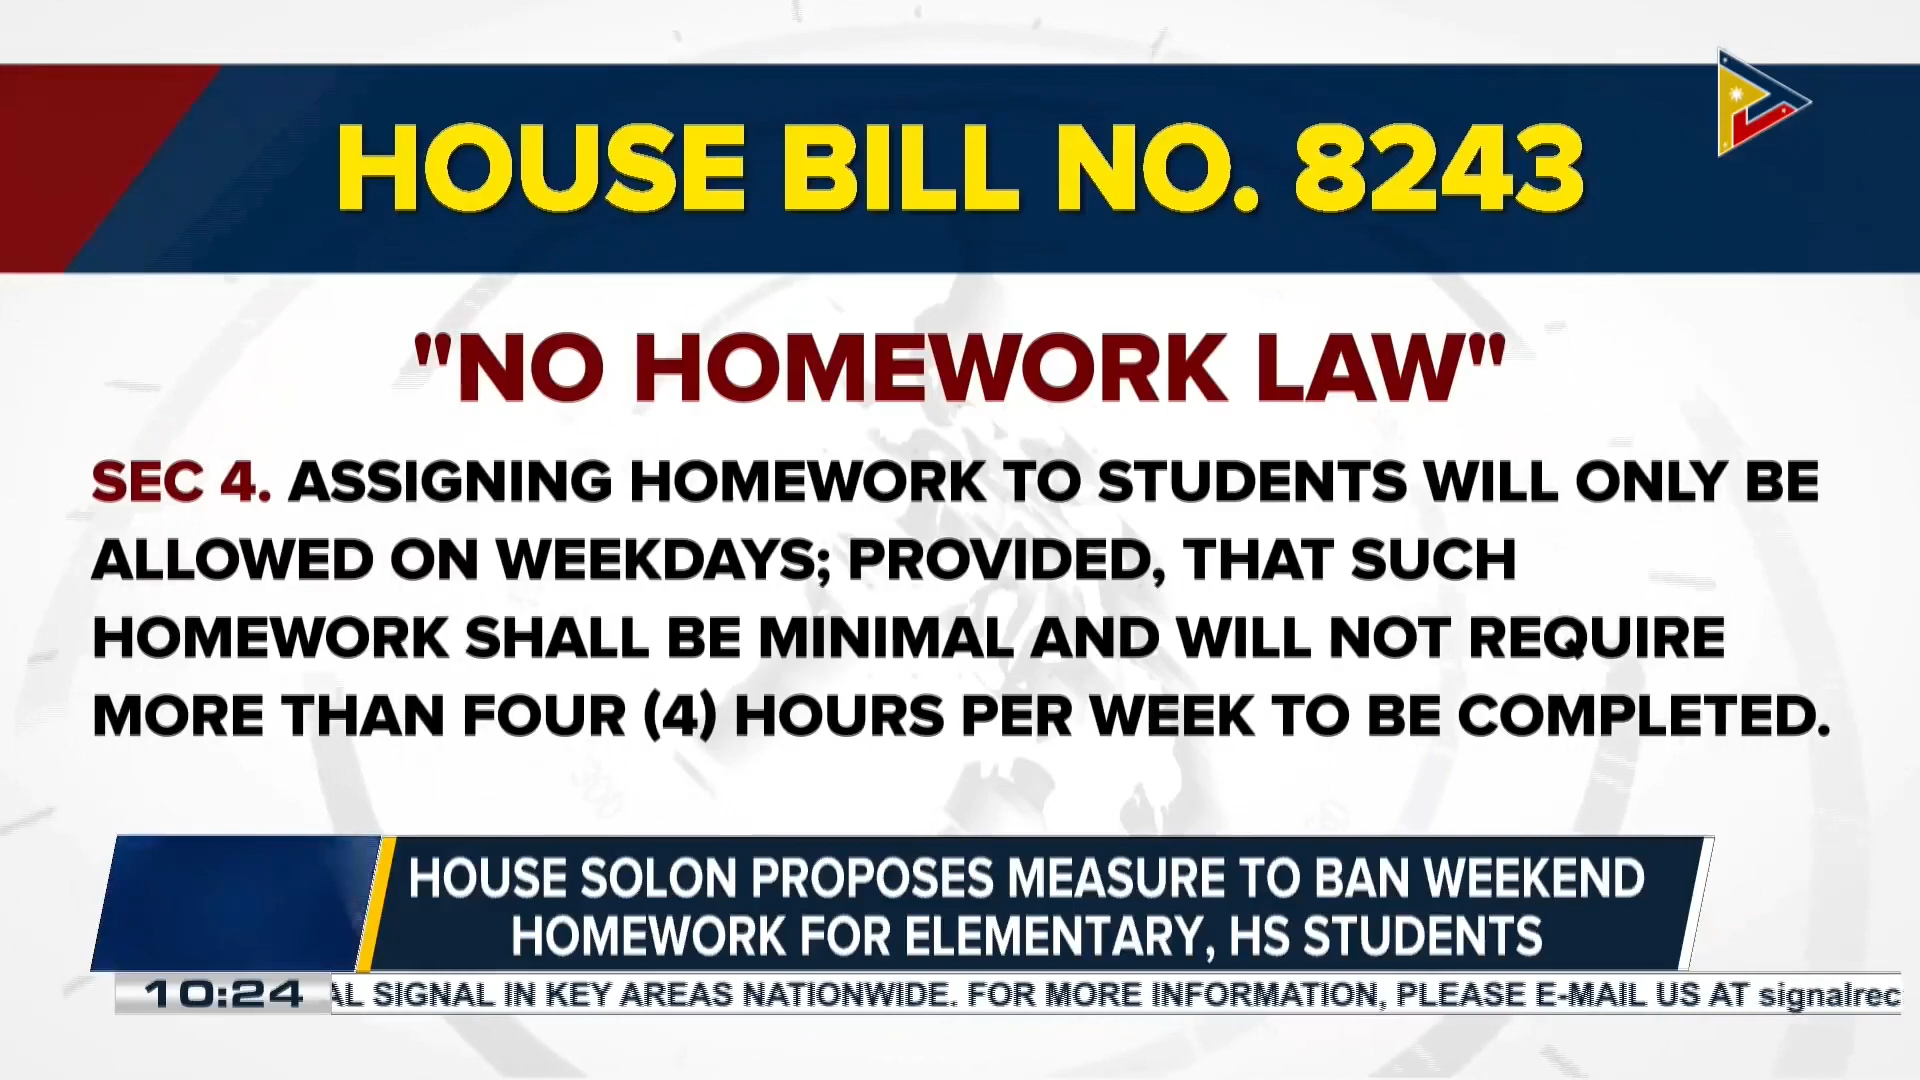 HOUSE BILL NO. 8243
"NO HOMEWORK LAW"
SEC 4. ASSIGNING HOMEWORK TO STUDENTS WILL ONLY BE
ALLOWED ON WEEKDAYS; PROVIDED, THAT SUCH
HOMEWORK SHALL BE MINIMAL AND WILL NOT REQUIRE
MORE THAN FOUR (4) HOURS PER WEEK TO BE COMPLETED.
HOUSE SOLON PROPOSES MEASURE TO BAN WEEKEND
HOMEWORK FOR ELEMENTARY, HS STUDENTS
10:24 AL SIGNAL IN KEY AREAS NATIONWIDE. FOR MORE INFORMATION, PLEASE E-MAIL US AT signalrec